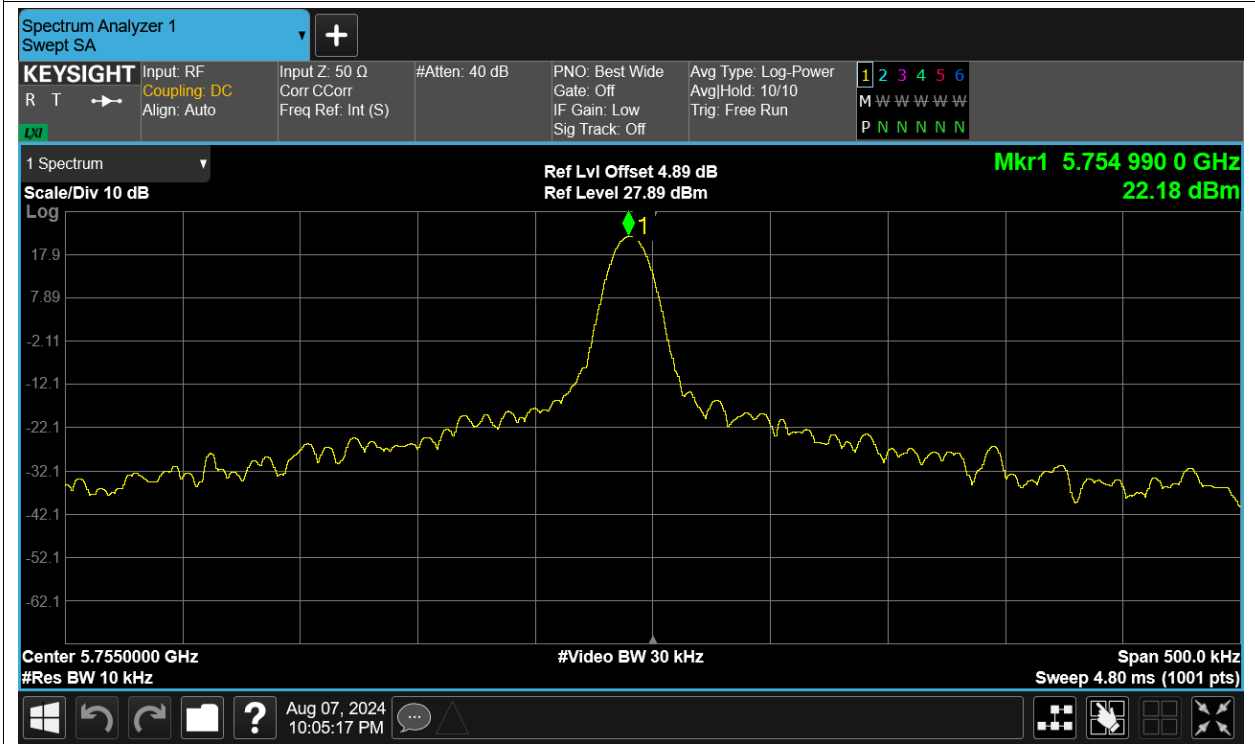 Spectrum Analyzer 1
Swept SA
+
KEYSIGHT
R T
LXI
Input: RF
Coupling: DC
Align: Auto
Input Z: 50 Ω
Corr CCorr
Freq Ref: Int (S)
#Atten: 40 dB
PNO: Best Wide
Gate: Off
IF Gain: Low
Sig Track: Off
Avg Type: Log-Power
Avg|Hold: 10/10
Trig: Free Run
1 2 3 4 5 6
M W W W W W
P N N N N N
1 Spectrum
Scale/Div 10 dB
Log
Ref Lvl Offset 4.89 dB
Ref Level 27.89 dBm
Mkr1 5.754 990 0 GHz
22.18 dBm
1
17.9
7.89
-2.11
-12.1
-22.1
-32.1
-42.1
-52.1
-62.1
Center 5.7550000 GHz
#Res BW 10 kHz
#Video BW 30 kHz
Span 500.0 kHz
Sweep 4.80 ms (1001 pts)
?
Aug 07, 2024
10:05:17 PM